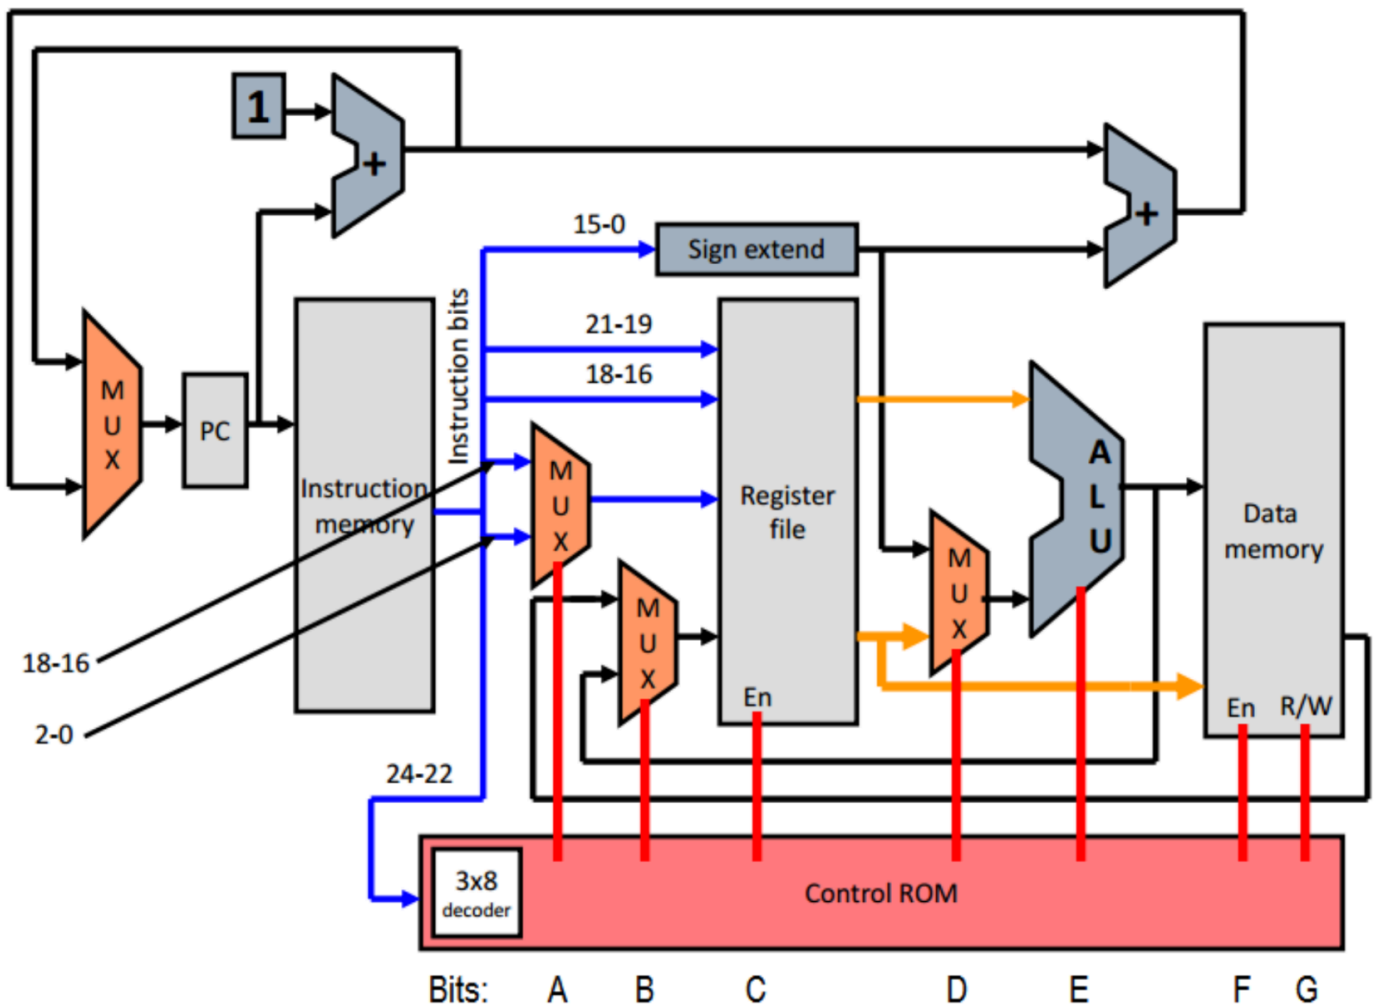 1
+
+
15-0
Sign extend
Instruction bits
21-19
18-16
M
U
X
PC
Instruction
memory
M
U
X
Register
file
A
L
U
Data
memory
M
U
X
M
U
X
18-16
2-0
En
En
R/W
24-22
3x8
decoder
Control ROM
Bits: A B C D E F G